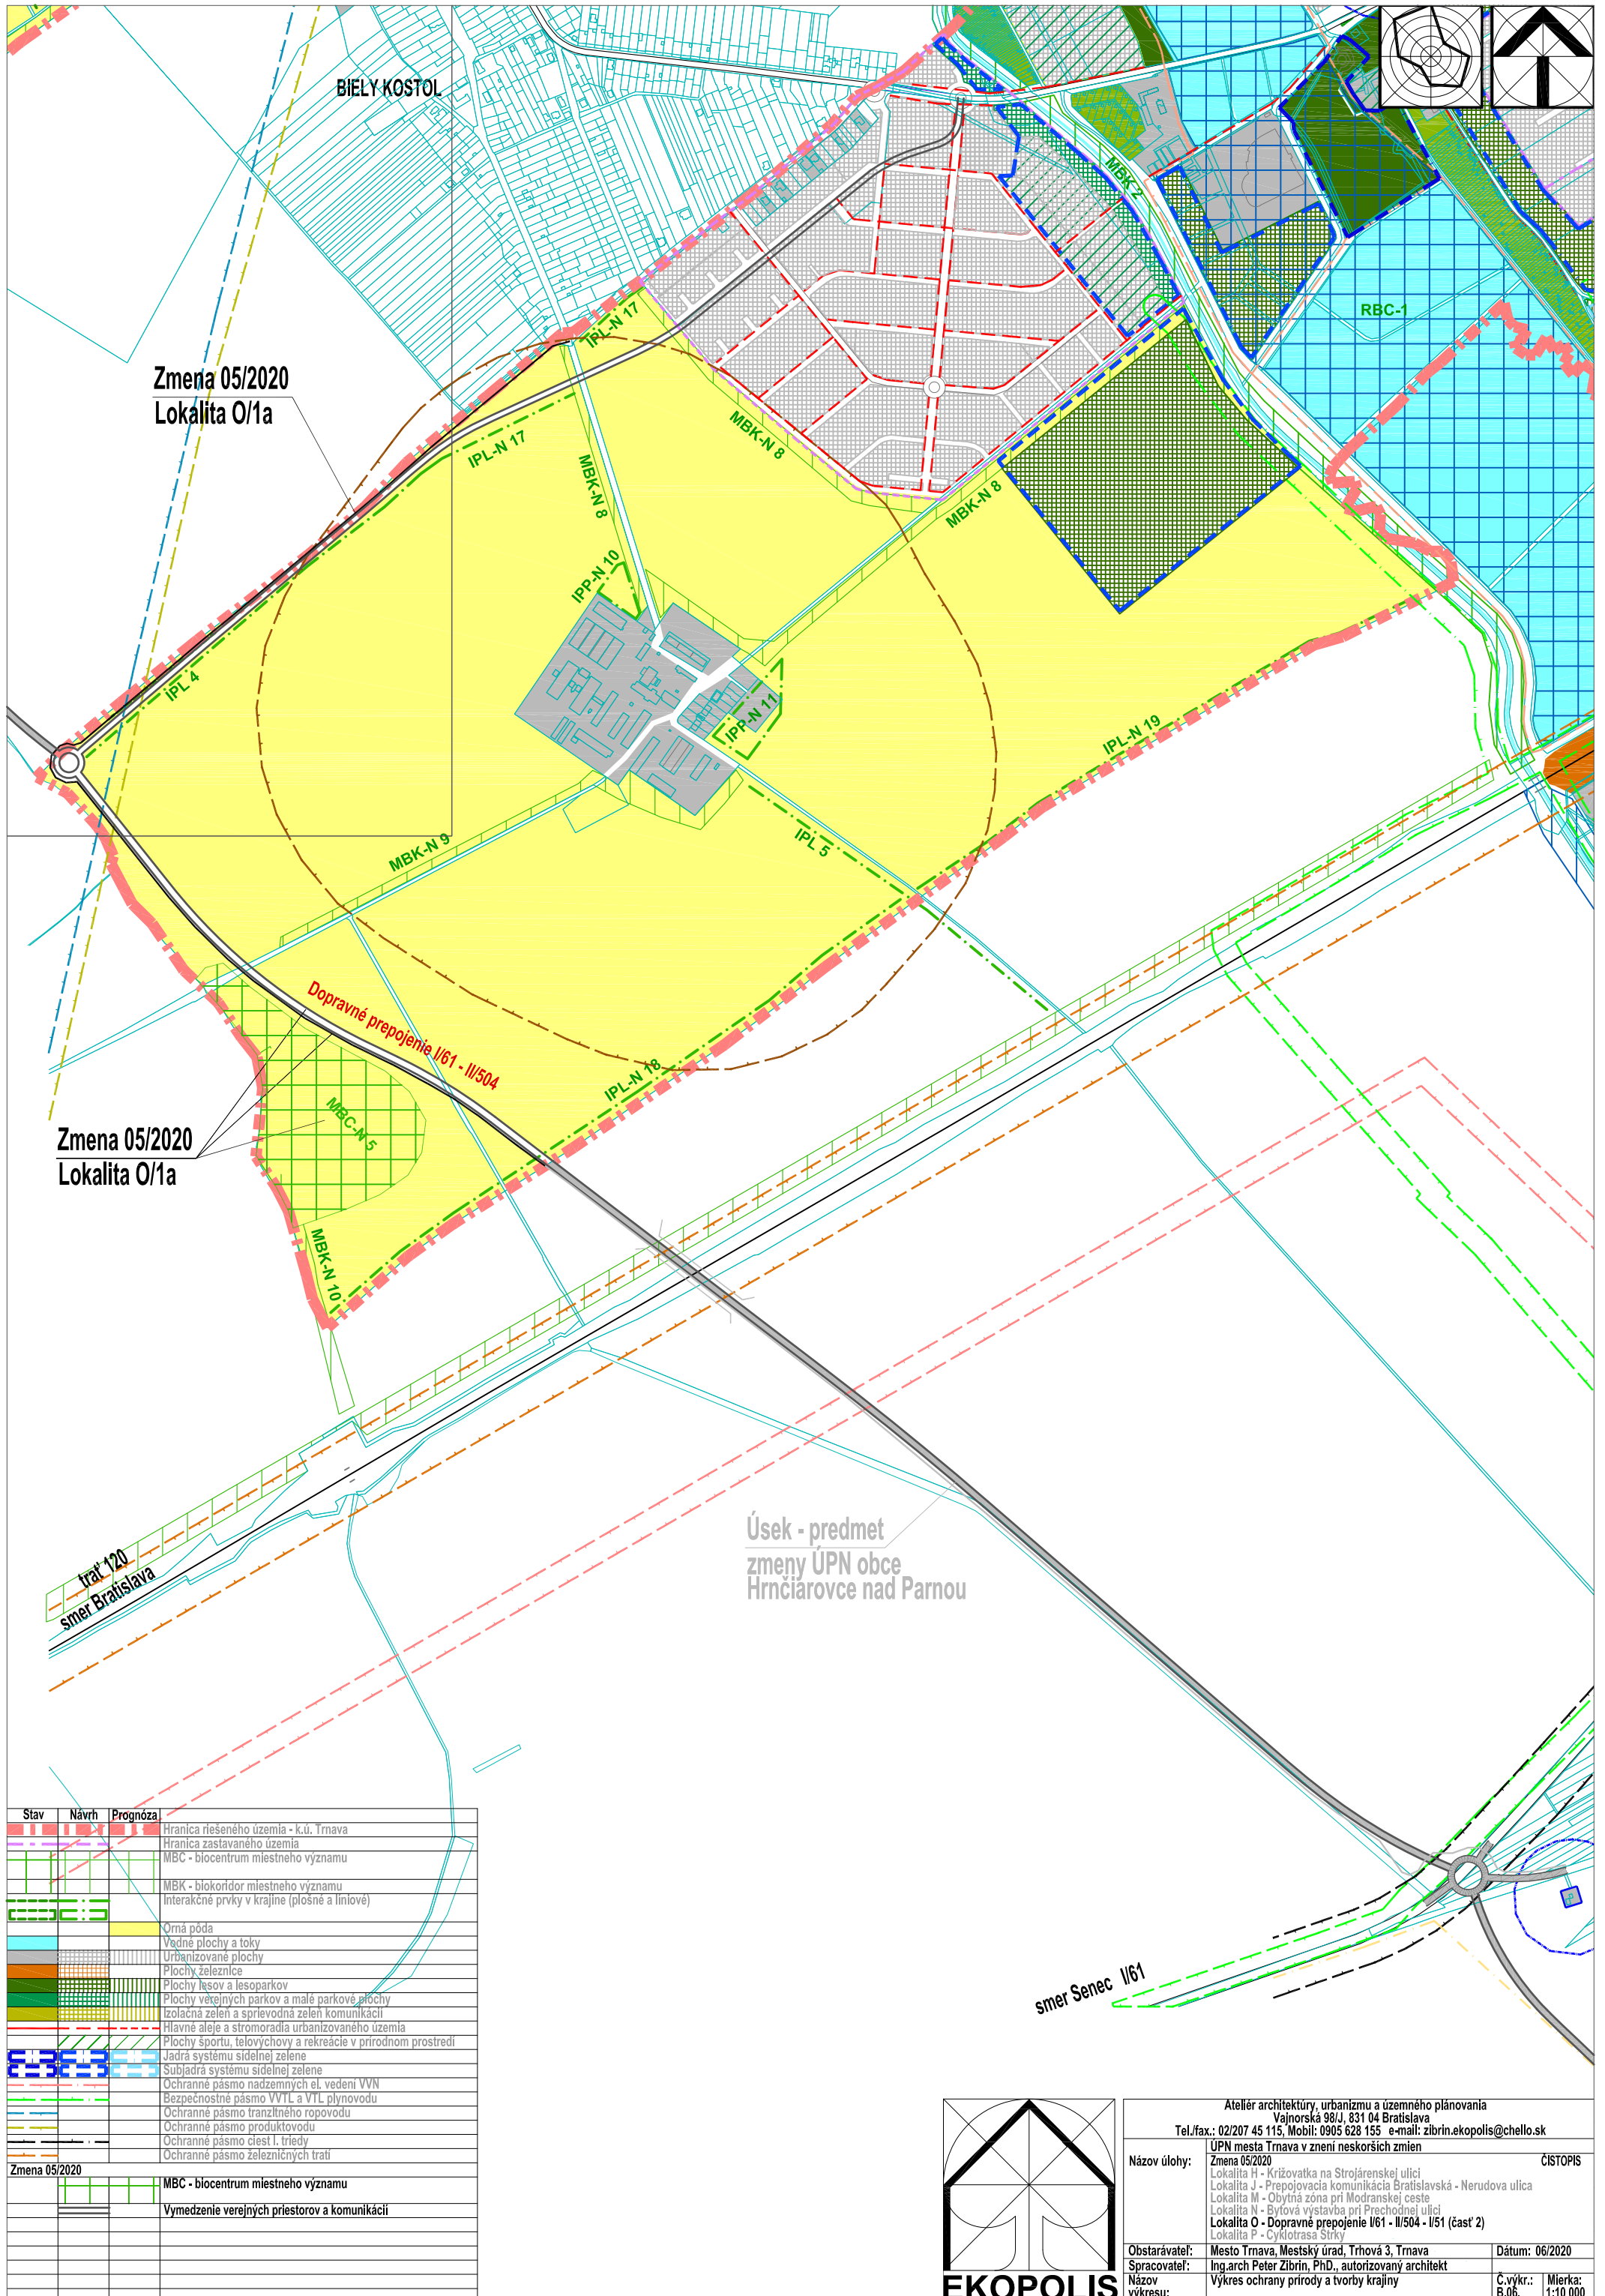 BIELY KOSTOL
MBK 2
RBC-1
IPL-N 17
Zmena 05/2020
Lokalita O/1a
MBK-N 8
IPL-N 17
MBK-N 8
MBK-N 8
IPP-N 10
IPL 4
IPP-N 11
IPL-N 19
MBK-N 9
IPL 5
Dopravné prepojenie I/61 - II/504
IPL-N 18
MBC-N 5
Zmena 05/2020
Lokalita O/1a
MBK-N 10
Úsek - predmet
zmeny ÚPN obce
Hrnčiarovce nad Parnou
trať 120
smer Bratislava
smer Senec I/61
Stav Návrh Prognóza
Hranica riešeného územia - k.ú. Trnava
Hranica zastavaného územia
MBC - biocentrum miestneho významu
MBK - biokoridor miestneho významu
Interakčné prvky v krajine (plošné a líniové)
Orná pôda
Vodné plochy a toky
Urbanizované plochy
Plochy železníc
Plochy lesov a lesoparkov
Plochy verejných parkov a malé parkové plochy
Izolačná zeleň a sprievodná zeleň komunikácií
Hlavné aleje a stromoradia urbanizovaného územia
Plochy športu, telovýchovy a rekreácie v prírodnom prostredí
Jadrá systému sídelnej zelene
Subjadrá systému sídelnej zelene
Ochranné pásmo nadzemných el. vedení VVN
Bezpečnostné pásmo VVTL a VTL plynovodu
Ochranné pásmo tranzitného ropovodu
Ochranné pásmo produktovodu
Ochranné pásmo ciest I. triedy
Ochranné pásmo železničných tratí
Zmena 05/2020
MBC - biocentrum miestneho významu
Vymedzenie verejných priestorov a komunikácií
EKOPOLIS
Ateliér architektúry, urbanizmu a územného plánovania
Vajnorská 98/J, 831 04 Bratislava
Tel./fax.: 02/207 45 115, Mobil: 0905 628 155 e-mail: zibrin.ekopolis@chello.sk
Názov úlohy:
ÚPN mesta Trnava v znení neskorších zmien
Zmena 05/2020 ČISTOPIS
Lokalita H - Križovatka na Strojárenskej ulici
Lokalita J - Prepojovacia komunikácia Bratislavská - Nerudova ulica
Lokalita M - Obytná zóna pri Modranskej ceste
Lokalita N - Bytová výstavba pri Prechodnej ulici
Lokalita O - Dopravné prepojenie I/61 - II/504 - I/51 (časť 2)
Lokalita P - Cyklotrasa Štrky
Obstarávateľ: Mesto Trnava, Mestský úrad, Trhová 3, Trnava Dátum: 06/2020
Spracovateľ: Ing.arch Peter Zibrin, PhD., autorizovaný architekt
Názov výkresu: Výkres ochrany prírody a tvorby krajiny Č.výkr.: B.06. Mierka: 1:10 000